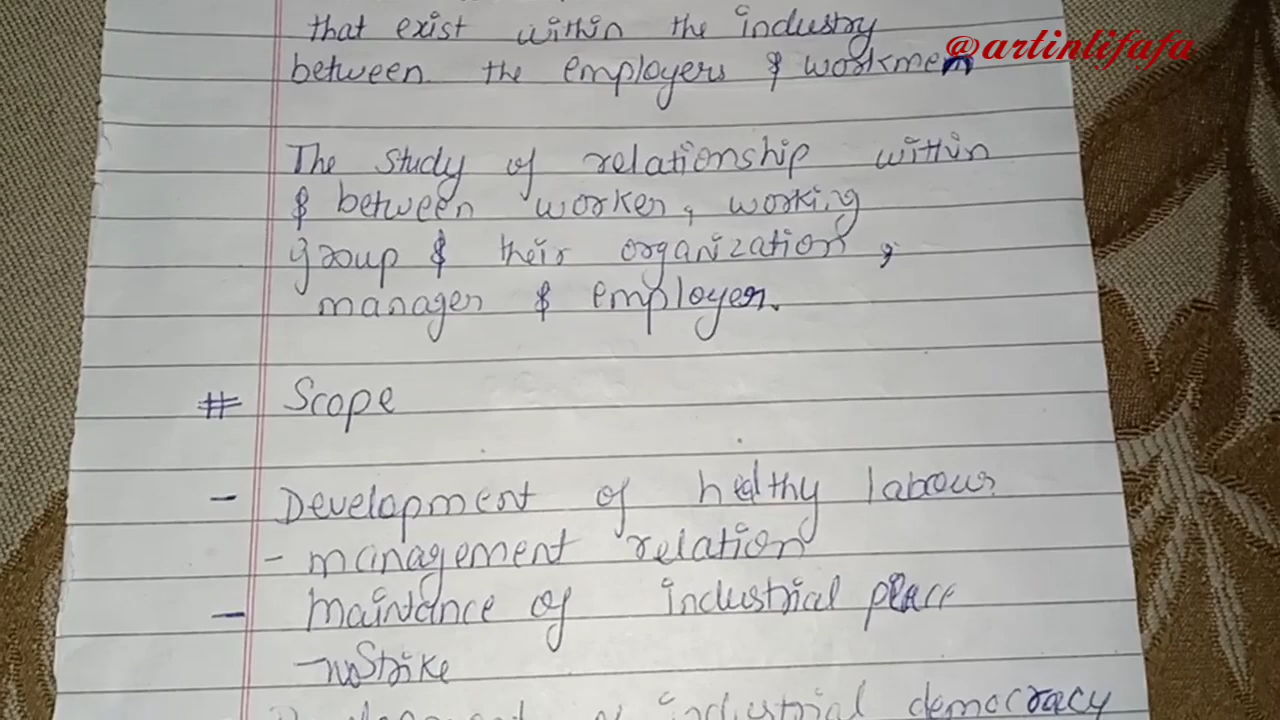 that exist within the industry
@artinlifafa
between the employers & workmen
The study of relationship within
& between worker, working
group & their organization,
manager & employer.
# Scope
- Development of healthy labour
- management relation
- Maintance of industrial peace
- no strike
of industrial democracy